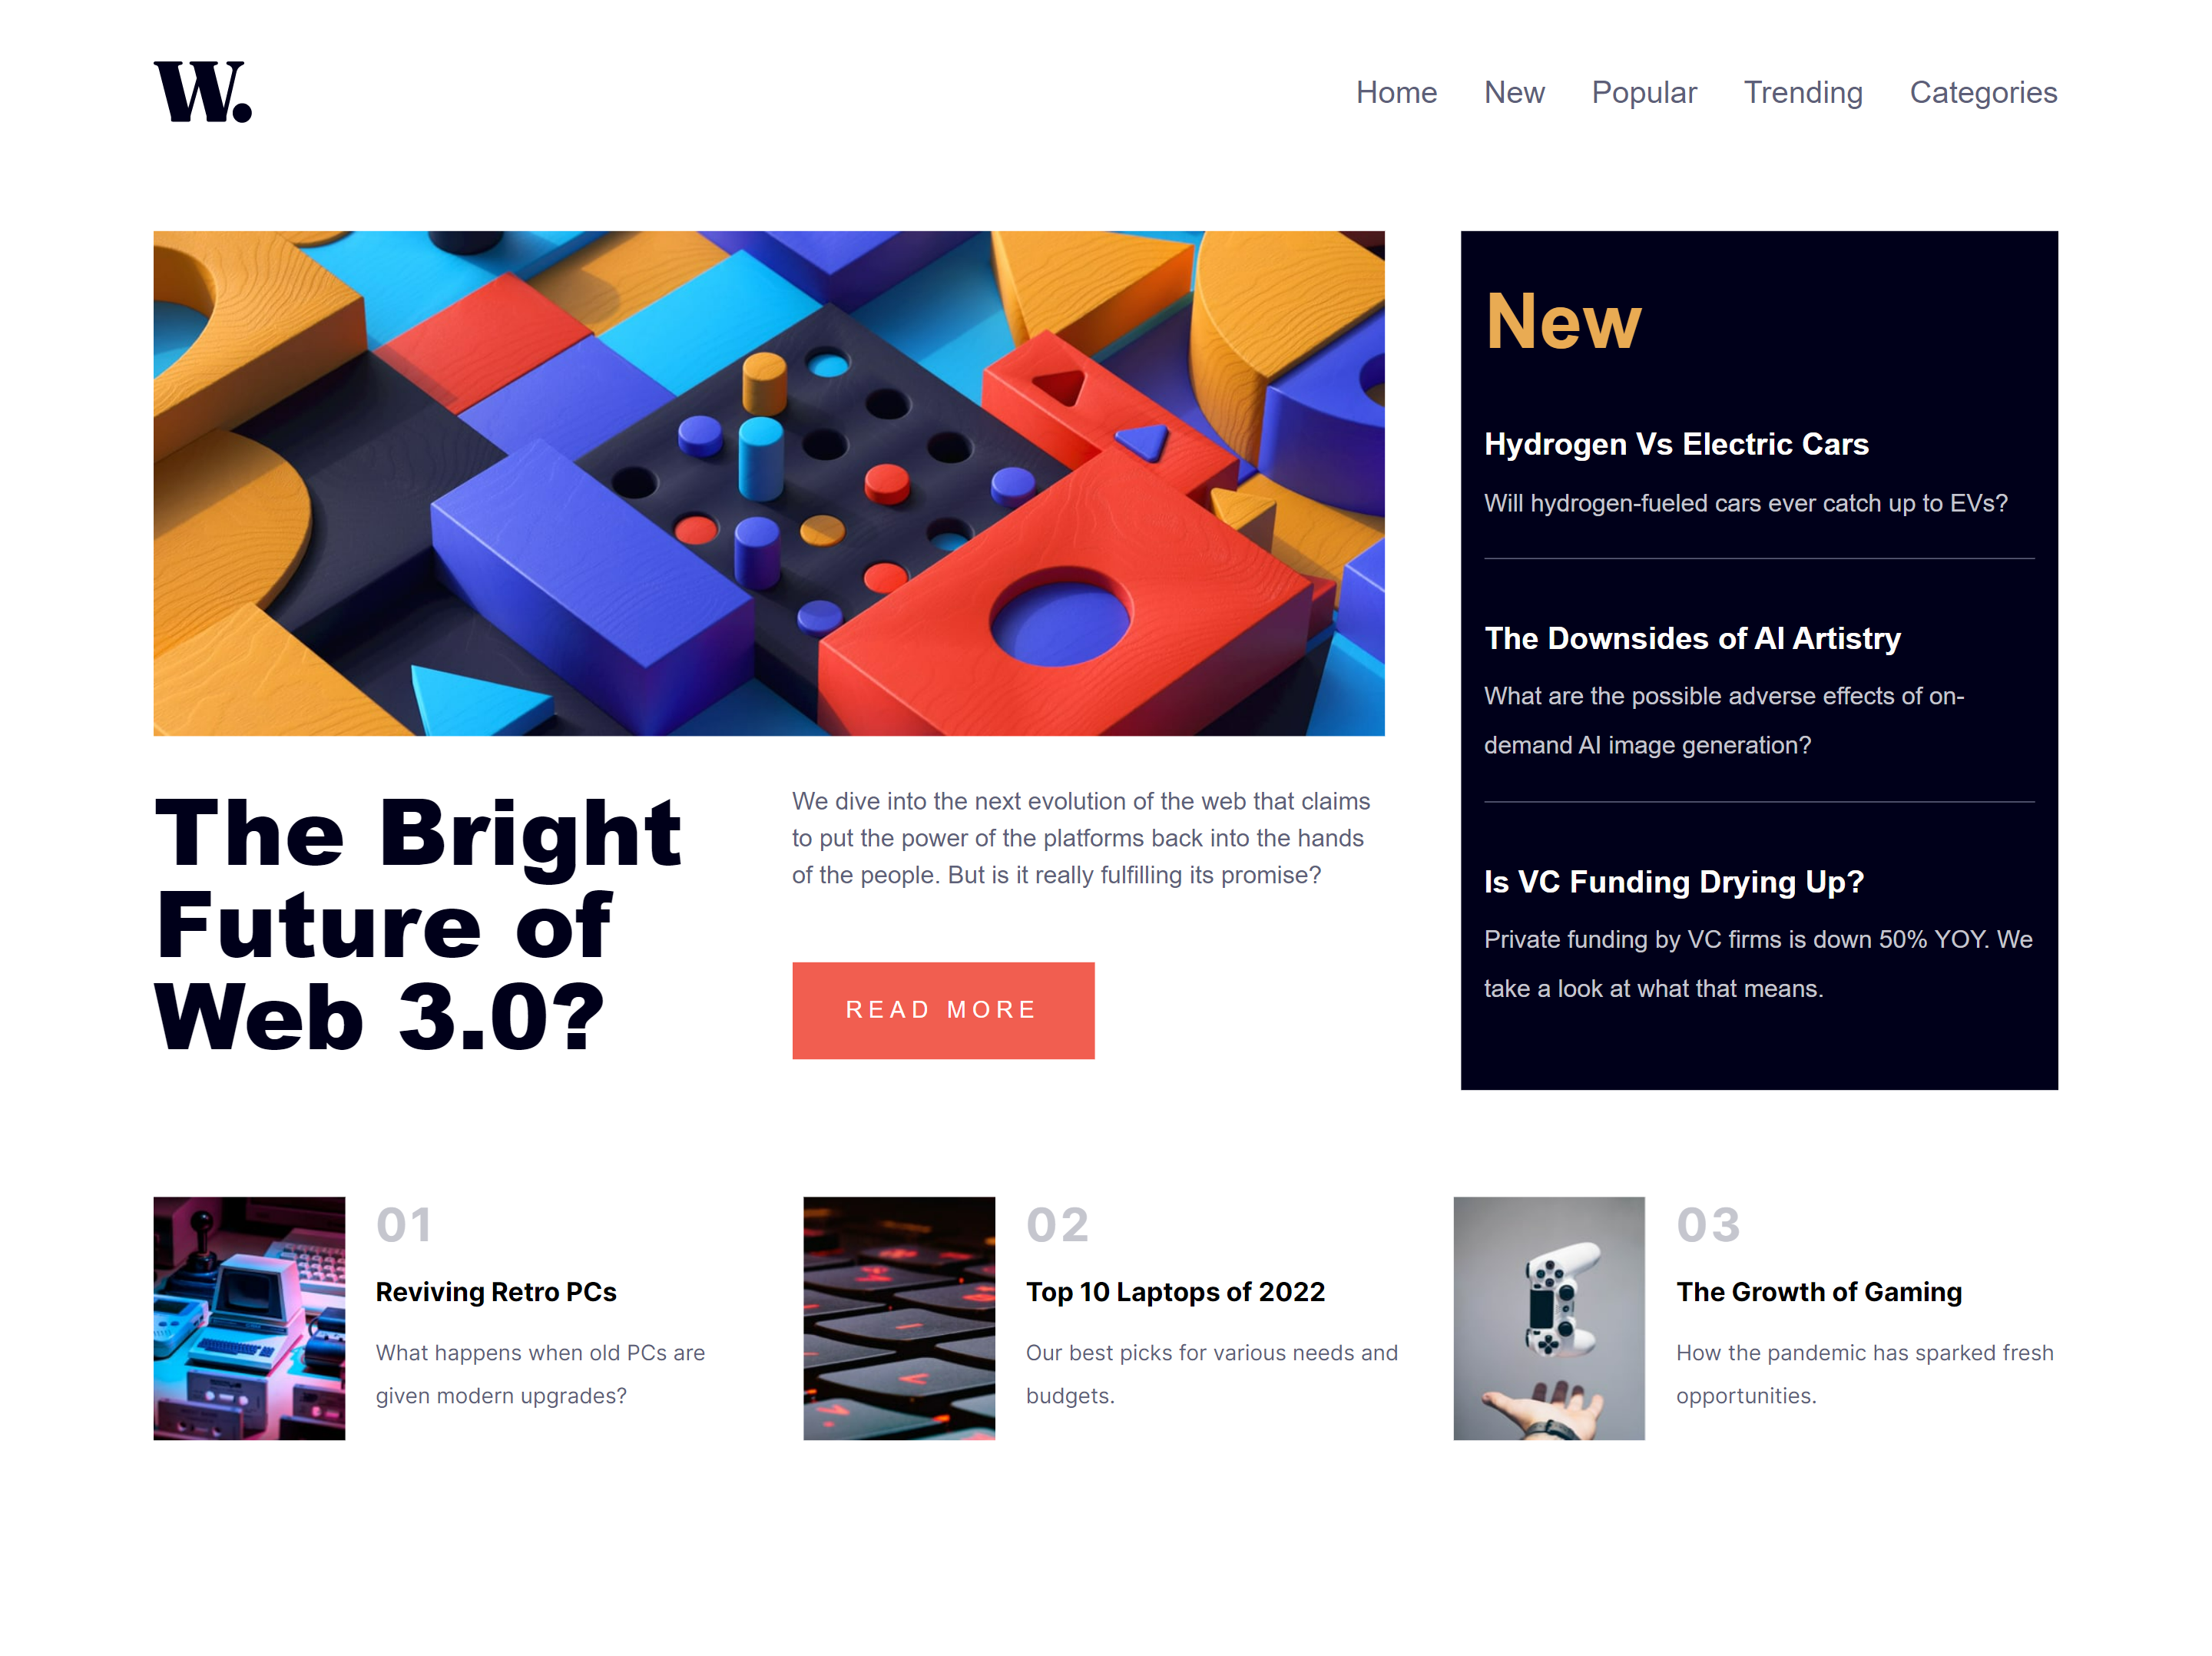 W.
Home New Popular Trending Categories
The Bright
Future of
Web 3.0?
We dive into the next evolution of the web that claims
to put the power of the platforms back into the hands
of the people. But is it really fulfilling its promise?
READ MORE
New
Hydrogen Vs Electric Cars
Will hydrogen-fueled cars ever catch up to EVs?
The Downsides of AI Artistry
What are the possible adverse effects of on-
demand AI image generation?
Is VC Funding Drying Up?
Private funding by VC firms is down 50% YOY. We
take a look at what that means.
01
Reviving Retro PCs
What happens when old PCs are
given modern upgrades?
02
Top 10 Laptops of 2022
Our best picks for various needs and
budgets.
03
The Growth of Gaming
How the pandemic has sparked fresh
opportunities.